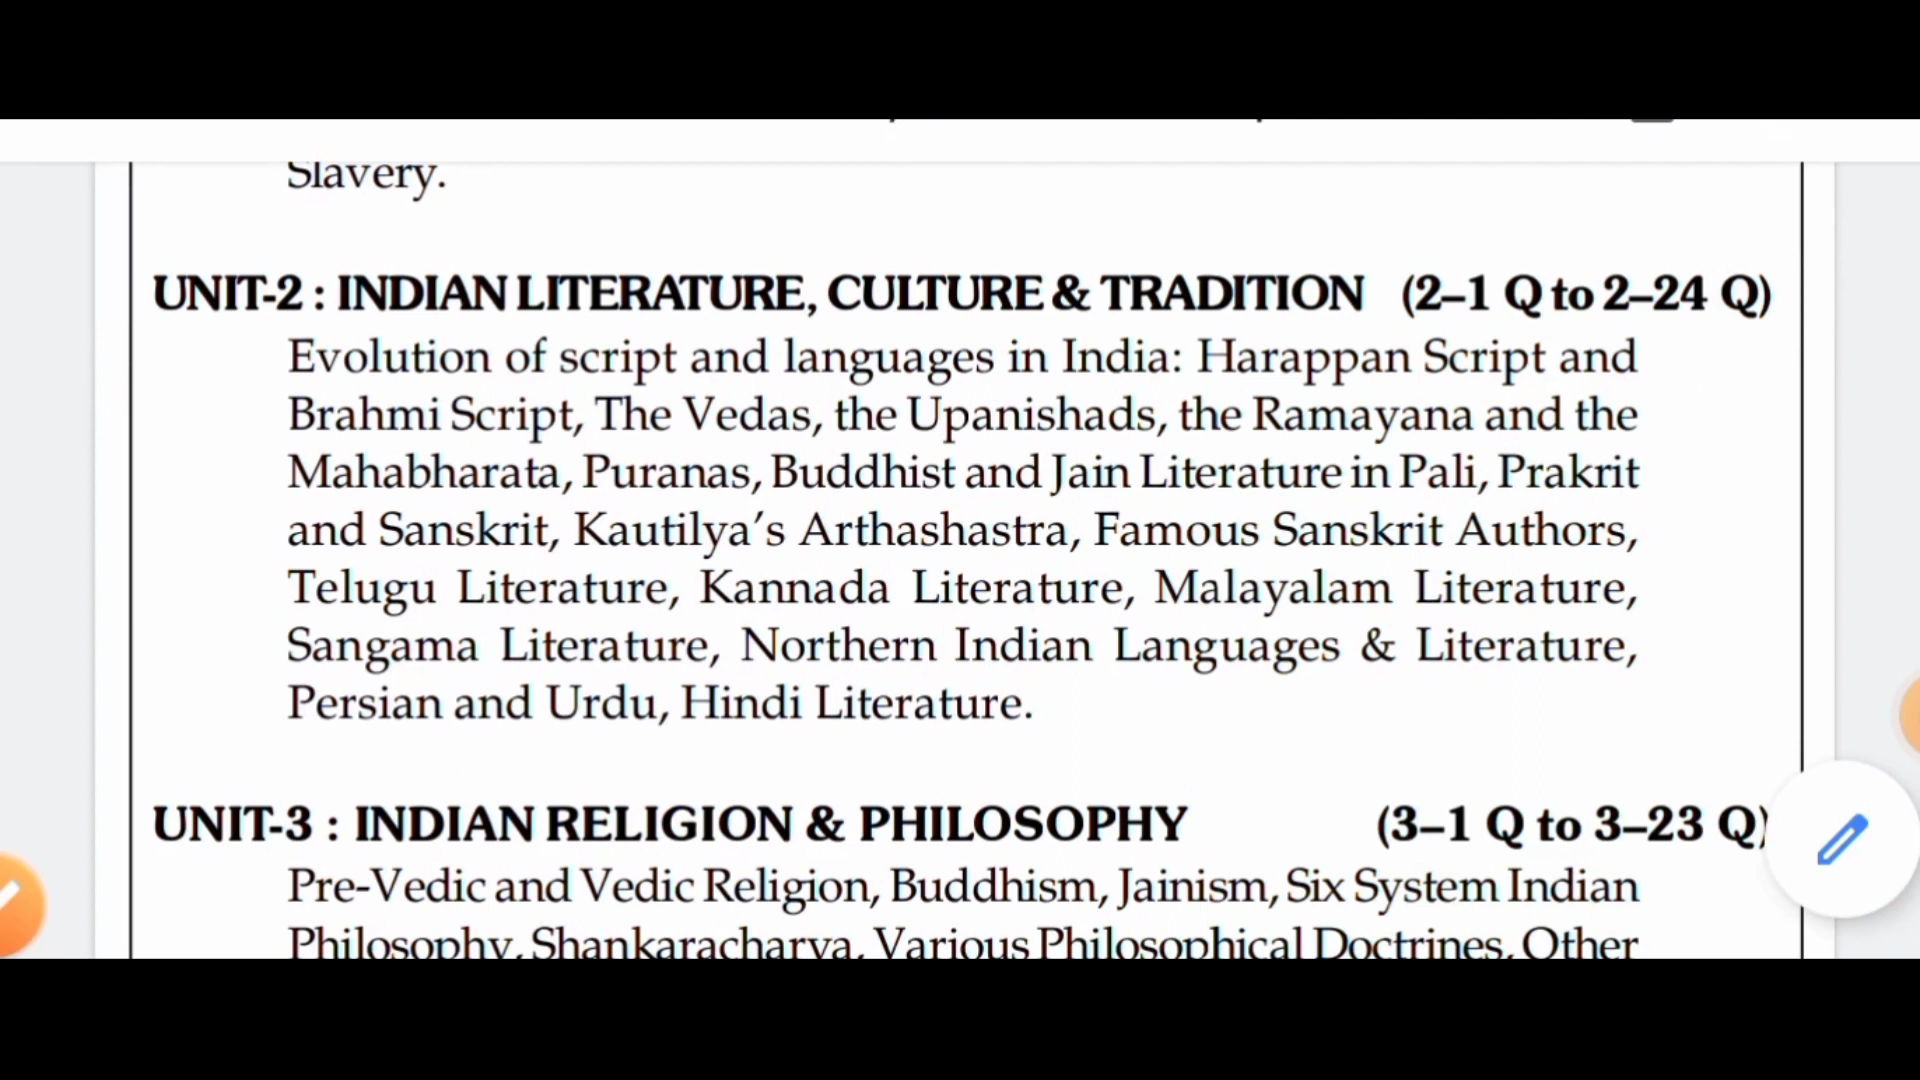 Slavery.
UNIT-2 : INDIAN LITERATURE, CULTURE & TRADITION (2–1 Q to 2–24 Q)
Evolution of script and languages in India: Harappan Script and
Brahmi Script, The Vedas, the Upanishads, the Ramayana and the
Mahabharata, Puranas, Buddhist and Jain Literature in Pali, Prakrit
and Sanskrit, Kautilya’s Arthashastra, Famous Sanskrit Authors,
Telugu Literature, Kannada Literature, Malayalam Literature,
Sangama Literature, Northern Indian Languages & Literature,
Persian and Urdu, Hindi Literature.
UNIT-3 : INDIAN RELIGION & PHILOSOPHY (3–1 Q to 3–23 Q)
Pre-Vedic and Vedic Religion, Buddhism, Jainism, Six System Indian
Philosophy, Shankaracharya, Various Philosophical Doctrines, Other